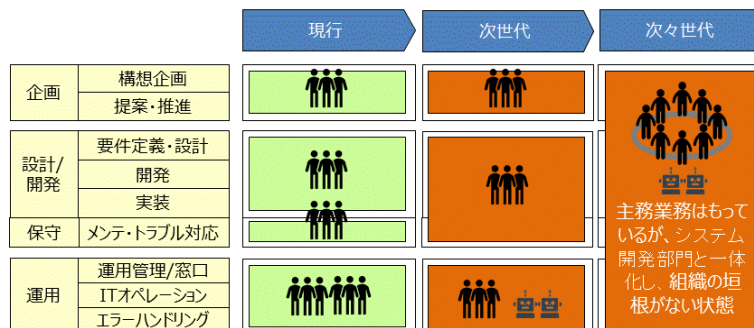 現行
次世代
次々世代
企画
構想企画
提案・推進
設計/
開発
要件定義・設計
開発
実装
保守
メンテ・トラブル対応
運用
運用管理/窓口
ITオペレーション
エラーハンドリング
主務業務はもって
いるが、システム
開発部門と一体
化し、組織の垣
根がない状態